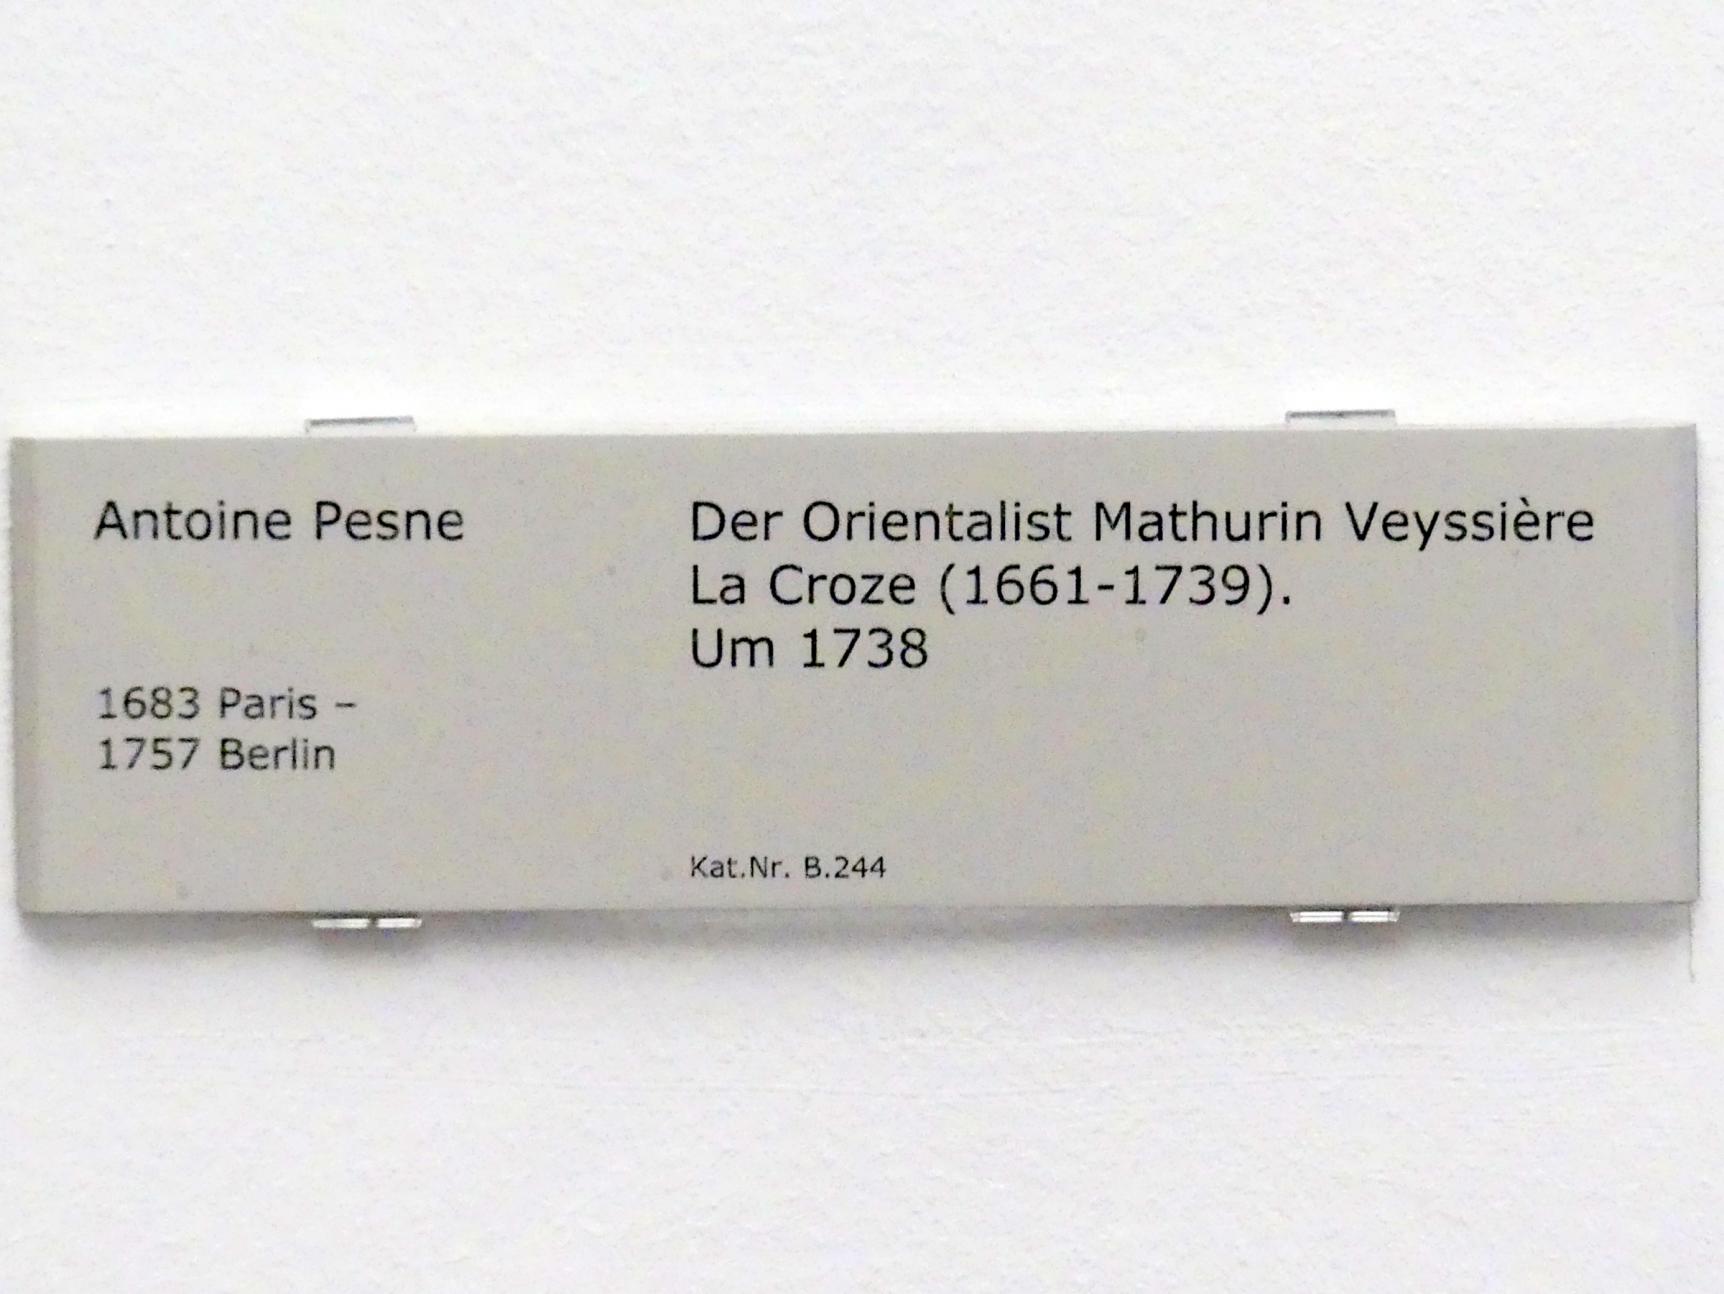 Antoine Pesne
1683 Paris –
1757 Berlin
Der Orientalist Mathurin Veyssière
La Croze (1661-1739).
Um 1738
Kat.Nr. B.244